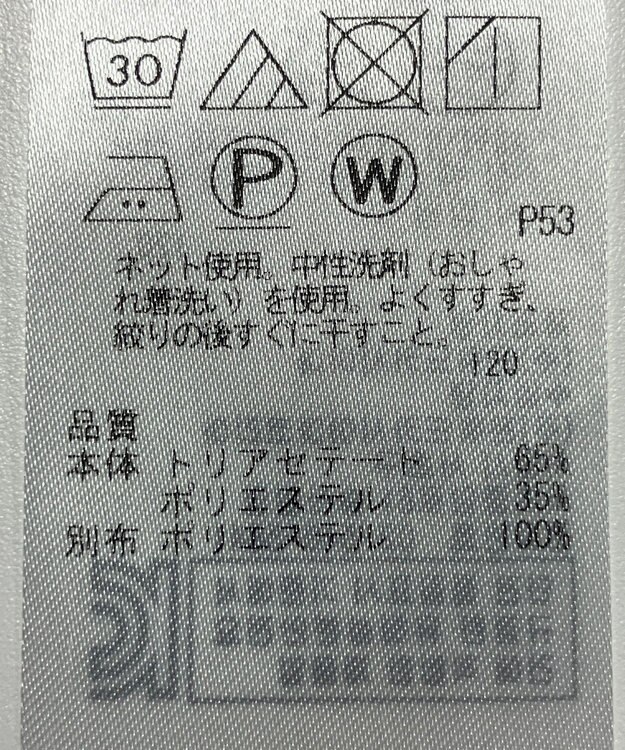 30
P W
P53
ネット使用。中性洗剤（おしゃ
れ着洗い）を使用。よくすすぎ、
絞りの後すぐに干すこと。
120
品質
本体 トリアセテート 65%
ポリエステル 35%
別布 ポリエステル 100%